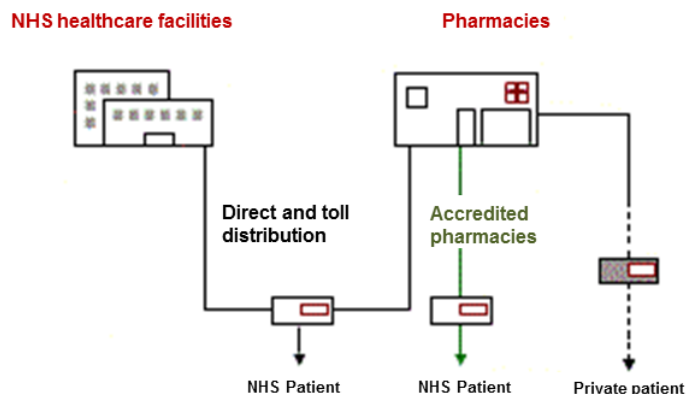 NHS healthcare facilities
Pharmacies
Direct and toll
distribution
Accredited
pharmacies
NHS Patient
NHS Patient
Private patient